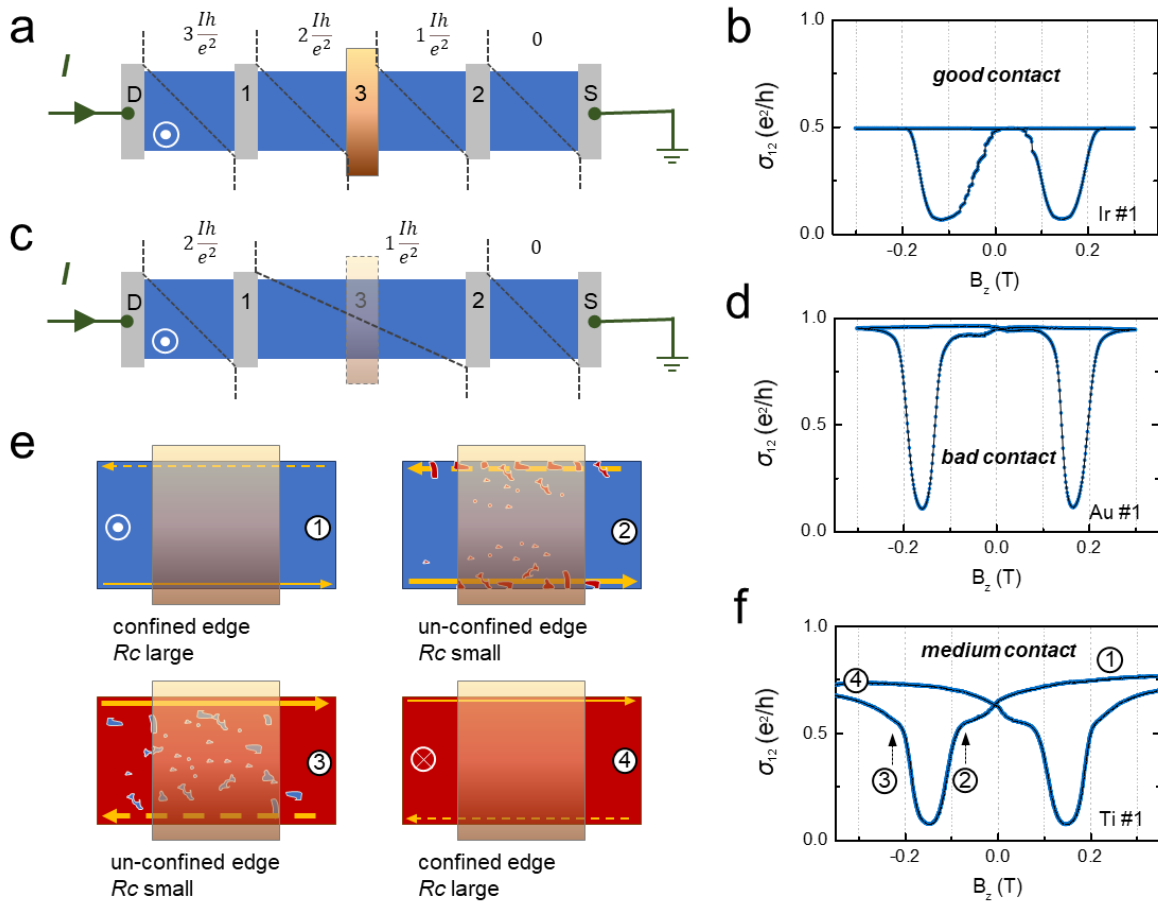 a
3 Ih/e² 2 Ih/e² 1 Ih/e² 0
I
D 1 3 2 S
b
good contact
σ₁₂ (e²/h)
1.0
0.5
0.0
-0.2 0.0 0.2
B_z (T)
Ir #1
c
2 Ih/e² 1 Ih/e² 0
I
D 1 3 2 S
d
bad contact
σ₁₂ (e²/h)
1.0
0.5
0.0
-0.2 0.0 0.2
B_z (T)
Au #1
e
①
confined edge
Rc large
②
un-confined edge
Rc small
③
un-confined edge
Rc small
④
confined edge
Rc large
f
medium contact
①
④
③ ②
σ₁₂ (e²/h)
1.0
0.5
0.0
-0.2 0.0 0.2
B_z (T)
Ti #1